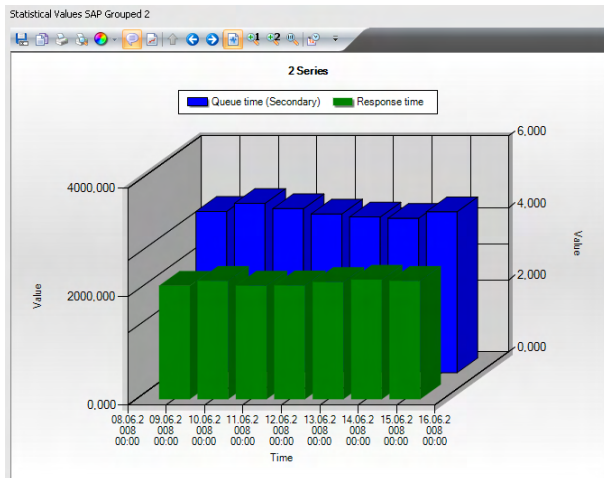 Statistical Values SAP Grouped 2
1
2
2 Series
Queue time (Secondary)
Response time
6,000
4000,000
4,000
Value
Value
2000,000
2,000
0,000
0.000
08.06.2 09.06.2 10.06.2 11.06.2 12.06.2 13.06.2 14.06.2 15.06.2 16.06.2
008 008 008 008 008 008 008 008 008
00:00 00:00 00:00 00:00 00:00 00:00 00:00 00:00 00:00
Time